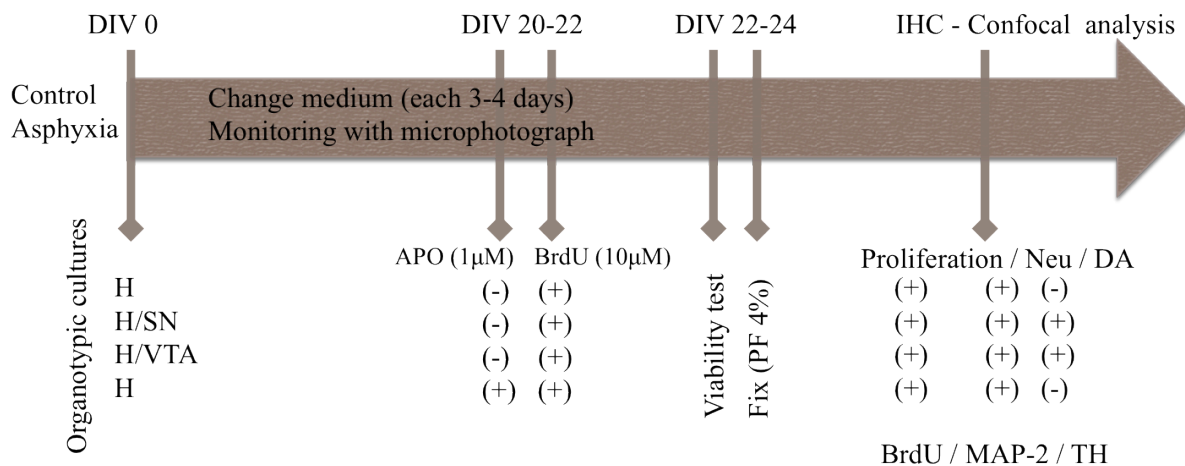 DIV 0 DIV 20-22 DIV 22-24 IHC - Confocal analysis
Control
Asphyxia
Change medium (each 3-4 days)
Monitoring with microphotograph
Organotypic cultures
APO (1μM) BrdU (10μM)
Viability test
Fix (PF 4%)
Proliferation / Neu / DA
H (-) (+) (+) (+) (-)
H/SN (-) (+) (+) (+) (+)
H/VTA (-) (+) (+) (+) (+)
H (+) (+) (+) (+) (-)
BrdU / MAP-2 / TH